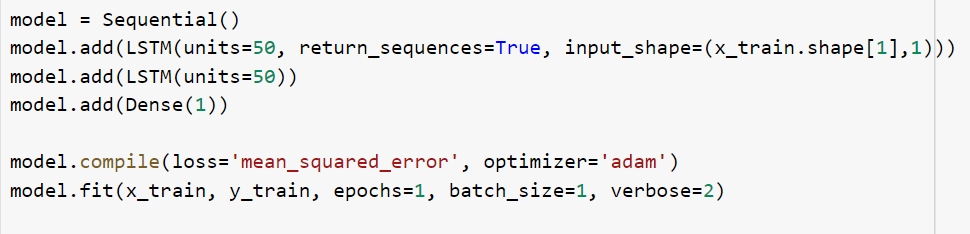 model = Sequential()
model.add(LSTM(units=50, return_sequences=True, input_shape=(x_train.shape[1],1)))
model.add(LSTM(units=50))
model.add(Dense(1))
model.compile(loss='mean_squared_error', optimizer='adam')
model.fit(x_train, y_train, epochs=1, batch_size=1, verbose=2)